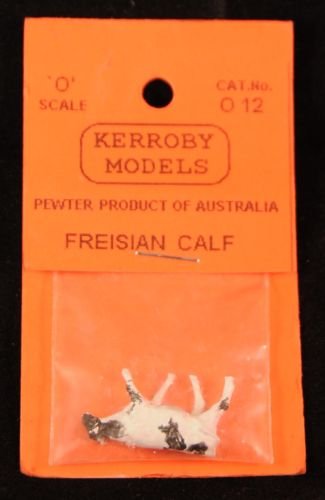 'O' CAT.No.
SCALE O 12
KERROBY
MODELS
PEWTER PRODUCT OF AUSTRALIA
FREISIAN CALF